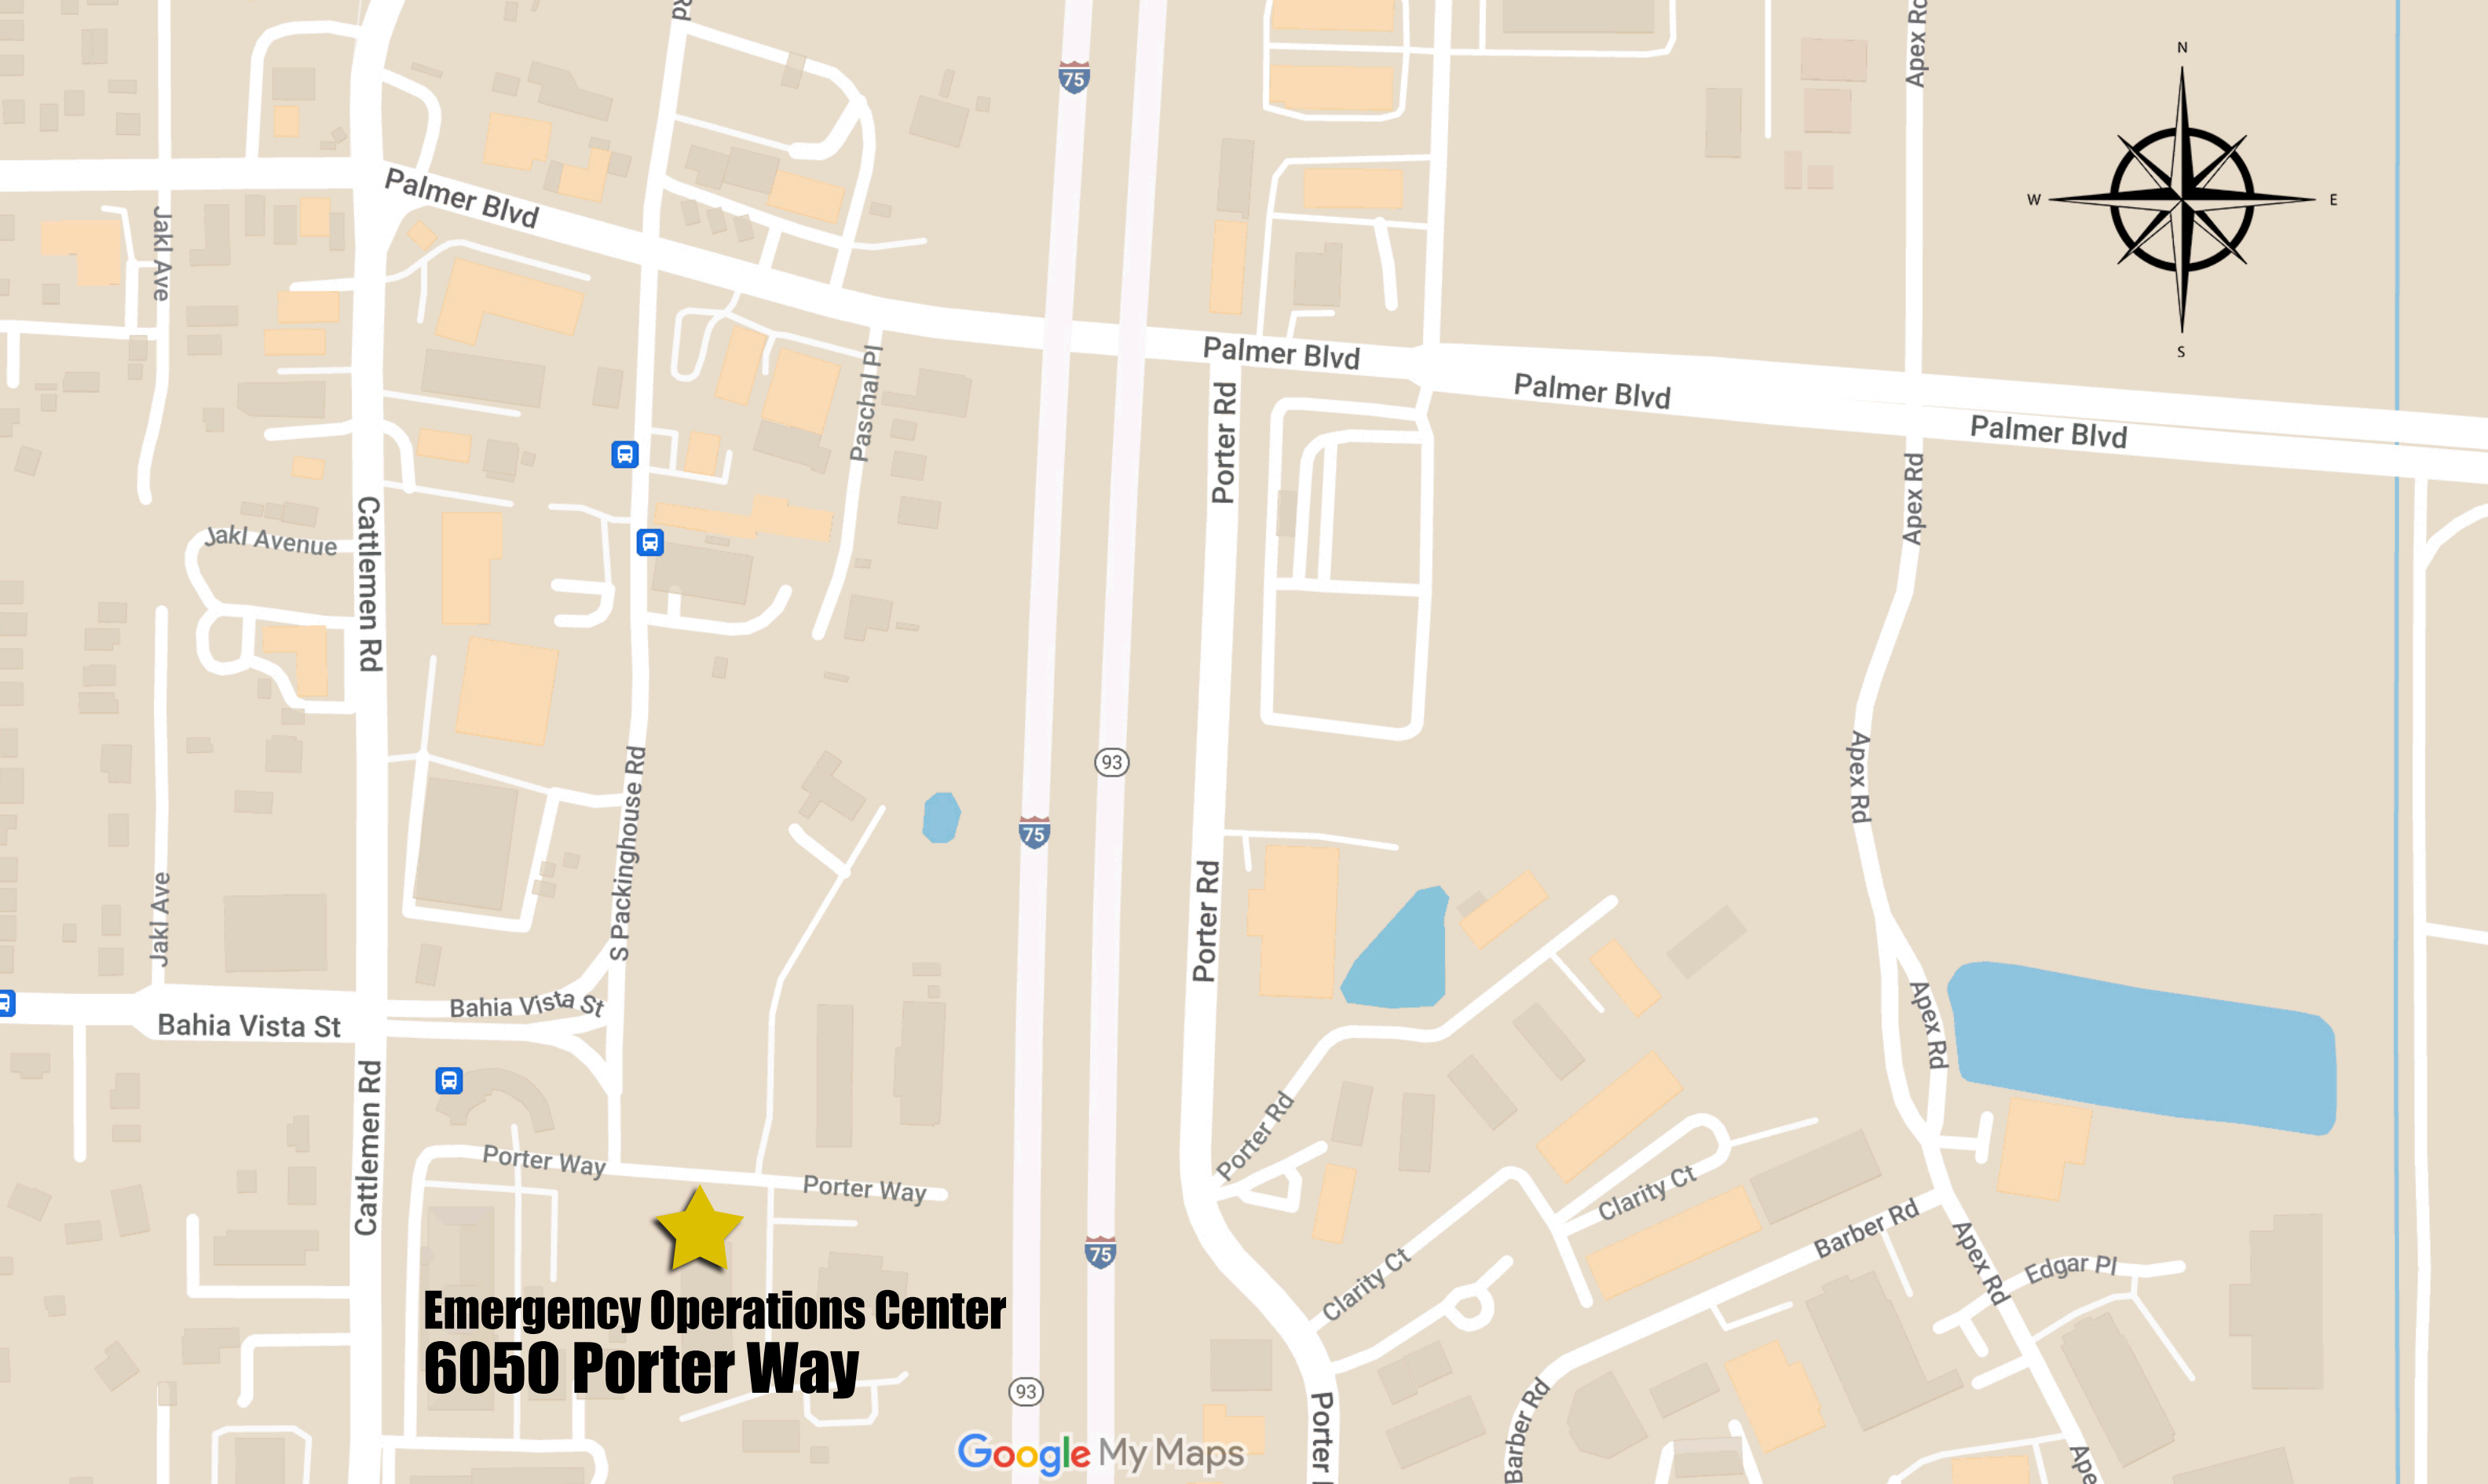 Rd
75
Apex Rd
N
W
E
S
Palmer Blvd
Jakl Ave
Palmer Blvd
Paschal Pl
Porter Rd
Palmer Blvd
Palmer Blvd
Apex Rd
Cattlemen Rd
Jakl Avenue
93
75
Apex Rd
S Packinghouse Rd
Jakl Ave
Porter Rd
Bahia Vista St
Bahia Vista St
Apex Rd
Cattlemen Rd
Porter Way
Porter Way
Porter Rd
Clarity Ct
Barber Rd
75
Clarity Ct
Apex Rd
Edgar Pl
Emergency Operations Center
6050 Porter Way
93
Porter
Barber Rd
Ape
Google My Maps